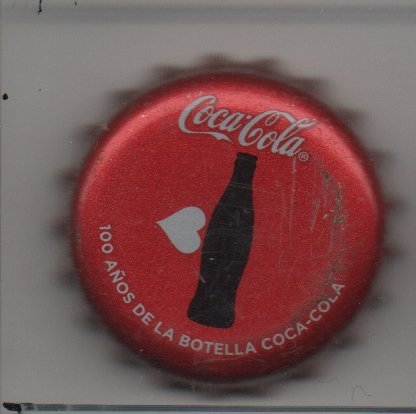 Coca-Cola®
100 AÑOS DE LA BOTELLA COCA-COLA